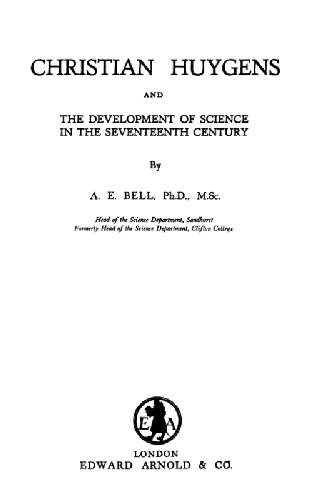 CHRISTIAN HUYGENS
AND
THE DEVELOPMENT OF SCIENCE
IN THE SEVENTEENTH CENTURY
By
A. E. BELL, Ph.D., M.Sc.
Head of the Science Department, Sandhurst
Formerly Head of the Science Department, Clifton College
E A
LONDON
EDWARD ARNOLD & CO.